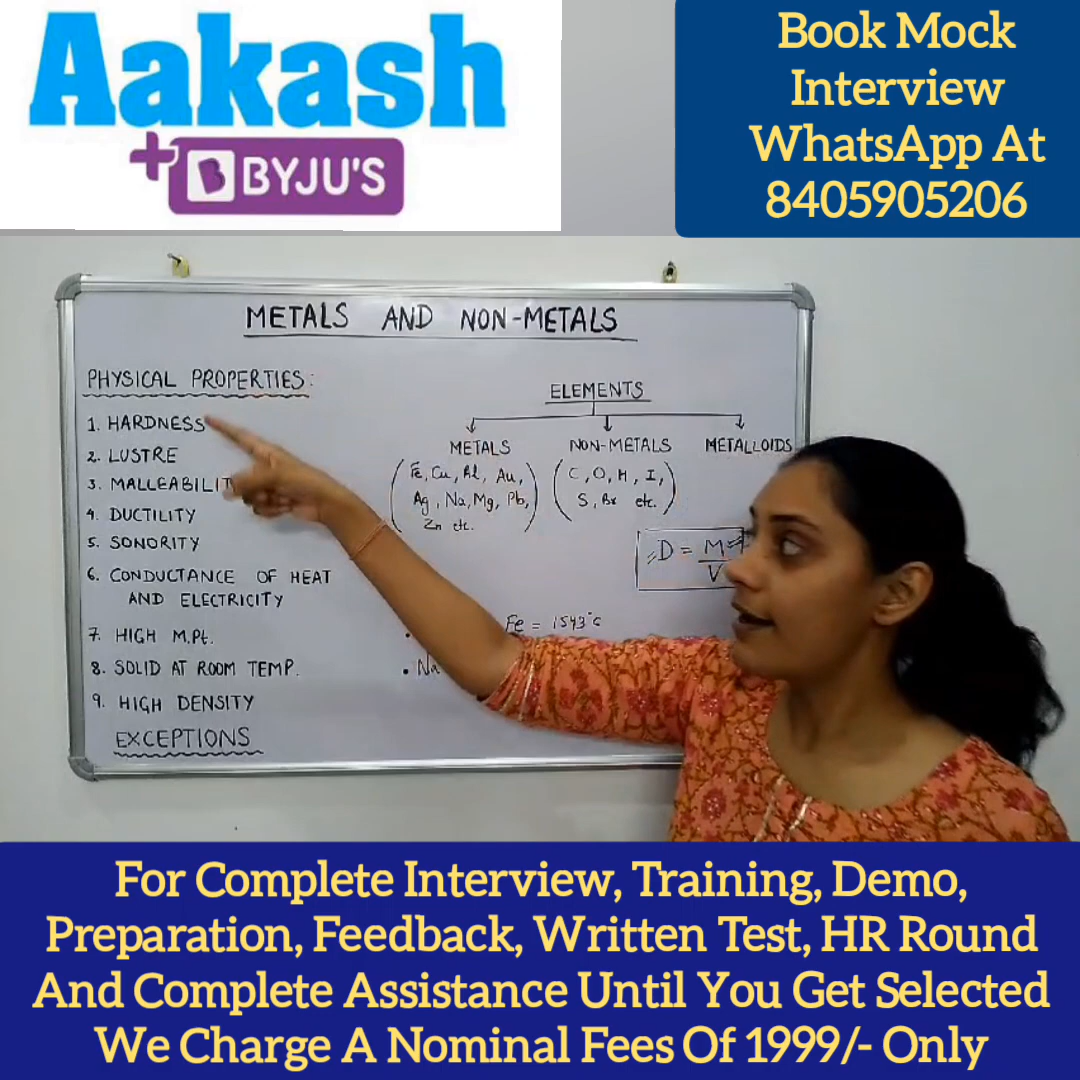 Aakash
+BYJU'S
Book Mock
Interview
WhatsApp At
8405905206
METALS AND NON-METALS
PHYSICAL PROPERTIES:
1. HARDNESS
2. LUSTRE
3. MALLEABILIT
4. DUCTILITY
5. SONORITY
6. CONDUCTANCE OF HEAT
AND ELECTRICITY
7. HIGH M.Pt.
8. SOLID AT ROOM TEMP.
9. HIGH DENSITY
EXCEPTIONS
ELEMENTS
METALS
(Fe, Cu, Al, Au,
Ag, Na, Mg, Pb,
Zn etc.)
NON-METALS
(C, O, H, I,
S, Br etc.)
METALLOIDS
D = M
V
Fe = 1543°C
• Na
For Complete Interview, Training, Demo,
Preparation, Feedback, Written Test, HR Round
And Complete Assistance Until You Get Selected
We Charge A Nominal Fees Of 1999/- Only